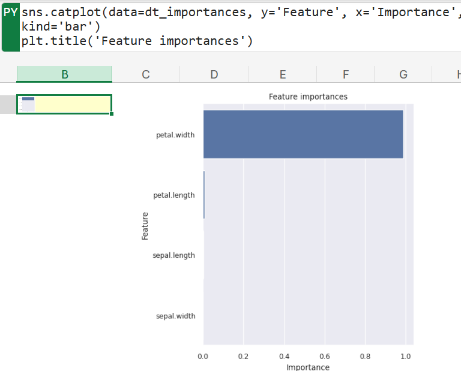 PY sns.catplot(data=dt_importances, y='Feature', x='Importance',
kind='bar')
plt.title('Feature importances')
B C D E F G
Feature importances
petal.width
petal.length
sepal.length
sepal.width
Feature
0.0 0.2 0.4 0.6 0.8 1.0
Importance